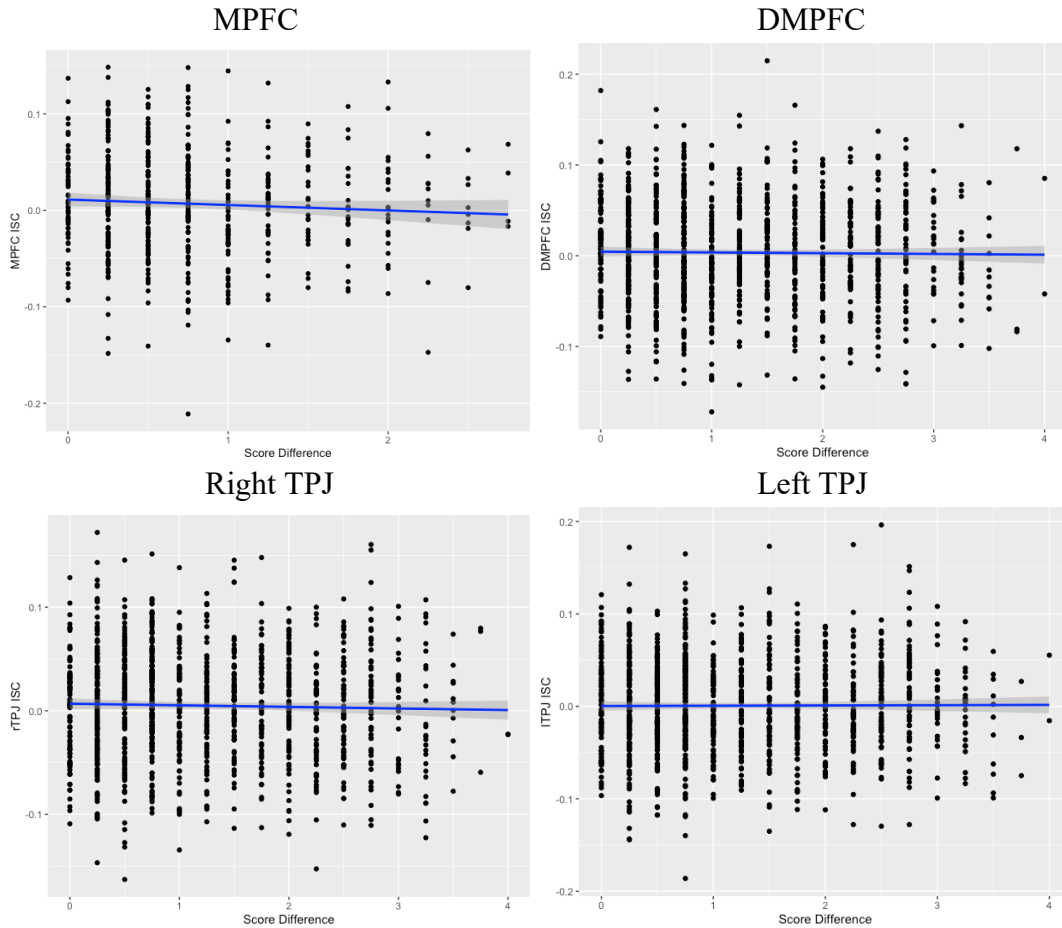 MPFC
0.1
0.0
-0.1
-0.2
MPFC ISC
0
1
2
Score Difference
DMPFC
0.2
0.1
0.0
-0.1
DMPFC ISC
0
1
2
3
4
Score Difference
Right TPJ
0.1
0.0
-0.1
rTPJ ISC
0
1
2
3
4
Score Difference
Left TPJ
0.2
0.1
0.0
-0.1
-0.2
lTPJ ISC
0
1
2
3
4
Score Difference